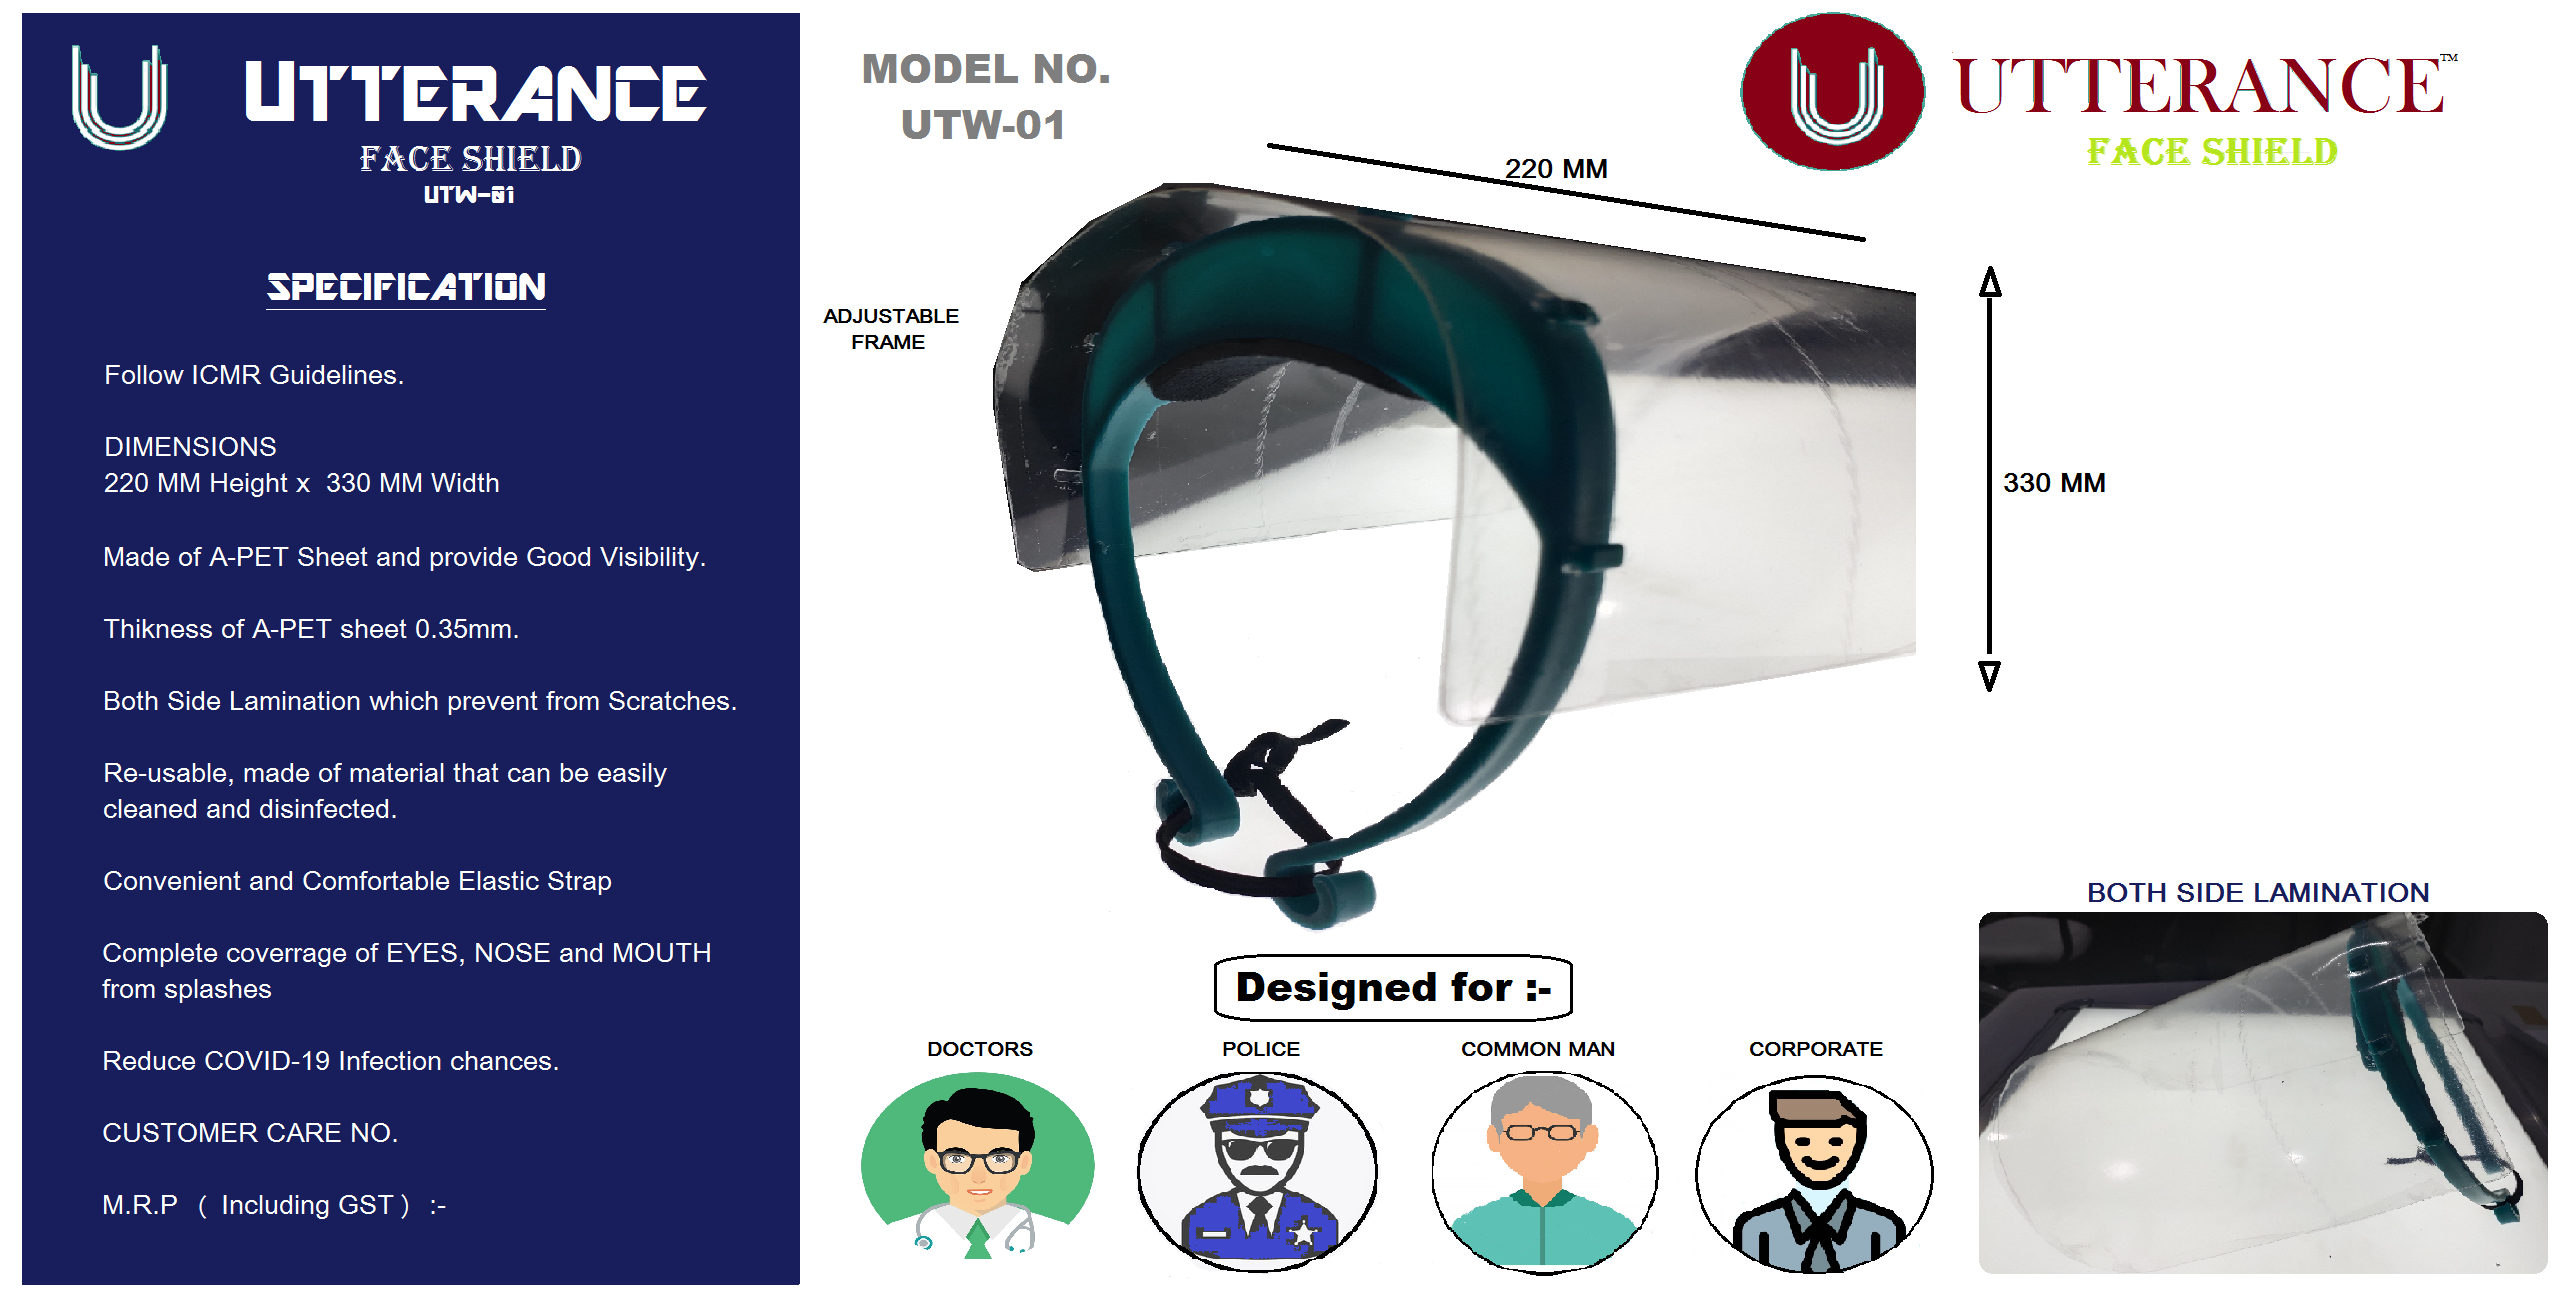 UTTERANCE
FACE SHIELD
UTW-01
SPECIFICATION
Follow ICMR Guidelines.
DIMENSIONS
220 MM Height x  330 MM Width
Made of A-PET Sheet and provide Good Visibility.
Thikness of A-PET sheet 0.35mm.
Both Side Lamination which prevent from Scratches.
Re-usable, made of material that can be easily
cleaned and disinfected.
Convenient and Comfortable Elastic Strap
Complete coverrage of EYES, NOSE and MOUTH
from splashes
Reduce COVID-19 Infection chances.
CUSTOMER CARE NO.
M.R.P ( Including GST ) :-
MODEL NO.
UTW-01
UTTERANCE™
FACE SHIELD
220 MM
ADJUSTABLE
FRAME
330 MM
BOTH SIDE LAMINATION
Designed for :-
DOCTORS
POLICE
COMMON MAN
CORPORATE